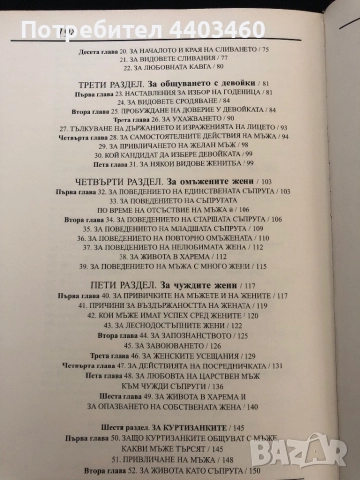 Потребител 4403460
Десета глава 20. ЗА НАЧАЛОТО И КРАЯ НА СЛИВАНЕТО / 75
21. ЗА ВИДОВЕТЕ СЛИВАНИЯ / 77
22. ЗА ЛЮБОВНАТА КАВГА / 80
ТРЕТИ РАЗДЕЛ. За общуването с девойки / 81
Първа глава 23. НАСТАВЛЕНИЯ ЗА ИЗБОР НА ГОДЕНИЦА / 81
24. ЗА ВИДОВЕТЕ СРОДЯВАНЕ / 84
Втора глава 25. ПРОБУЖДАНЕ НА ДОВЕРИЕ У ДЕВОЙКАТА / 84
Трета глава 26. ЗА УХАЖВАНЕТО / 90
27. ТЪЛКУВАНЕ НА ДЪРЖАНИЕТО И ИЗРАЖЕНИЯТА НА ЛИЦЕТО / 93
Четвърта глава 28. ЗА САМОСТОЯТЕЛНИТЕ ДЕЙСТВИЯ НА МЪЖА / 94
29. ЗА ПРИВЛИЧАНЕТО НА ЖЕЛАН МЪЖ / 98
30. КОЙ КАНДИДАТ ДА ИЗБЕРЕ ДЕВОЙКАТА / 98
Пета глава 31. ЗА НЯКОИ ВИДОВЕ ЖЕНИТБА / 99
ЧЕТВЪРТИ РАЗДЕЛ. За омъжените жени / 103
Първа глава 32. ЗА ПОВЕДЕНИЕТО НА ЕДИНСТВЕНАТА СЪПРУГА / 103
33. ЗА ПОВЕДЕНИЕТО НА СЪПРУГАТА
ПО ВРЕМЕ НА ОТСЪСТВИЕ НА МЪЖА Й / 106
Втора глава 34. ЗА ПОВЕДЕНИЕТО НА СТАРШАТА СЪПРУГА / 106
35. ЗА ПОВЕДЕНИЕТО НА МЛАДШАТА СЪПРУГА / 109
36. ЗА ПОВЕДЕНИЕТО НА ПОВТОРНО ОМЪЖЕНАТА / 110
37. ЗА ПОВЕДЕНИЕТО НА НЕЛЮБИМАТА ЖЕНА / 112
38. ЗА ЖИВОТА В ХАРЕМА / 112
39. ЗА ПОВЕДЕНИЕТО НА МЪЖА С МНОГО ЖЕНИ / 115
ПЕТИ РАЗДЕЛ. За чуждите жени / 117
Първа глава 40. ЗА ПРИВИЧКИТЕ НА МЪЖЕТЕ И НА ЖЕНИТЕ / 117
41. ПРИЧИНИ ЗА ВЪЗДЪРЖАНОСТТА НА ЖЕНАТА / 119
42. КОИ МЪЖЕ ИМАТ УСПЕХ СРЕД ЖЕНИТЕ / 120
43. ЗА ЛЕСНОДОСТЪПНИТЕ ЖЕНИ / 122
Втора глава 44. ЗА ЗАПОЗНАНСТВОТО / 125
45. ЗА ЗАВОЮВАНЕТО / 126
Трета глава 46. ЗА ЖЕНСКИТЕ УСЕЩАНИЯ / 129
Четвърта глава 47. ЗА ДЕЙСТВИЯТА НА ПОСРЕДНИЧКАТА / 131
Пета глава 48. ЗА ЛЮБОВТА НА ЦАРСТВЕН МЪЖ
КЪМ ЧУЖДИ СЪПРУГИ / 136
Шеста глава 49. ЗА ЖИВОТА В ХАРЕМА И
ЗА ОПАЗВАНЕТО НА СОБСТВЕНАТА ЖЕНА / 140
Шести раздел. ЗА КУРТИЗАНКИТЕ / 145
Първа глава 50. ЗАЩО КУРТИЗАНКИТЕ ОБЩУВАТ С МЪЖЕ,
КАКВИ МЪЖЕ ТЪРСЯТ / 145
51. ПРИВЛИЧАНЕ НА МЪЖА / 148
Втора глава 52. ЗА ЖИВОТА КАТО СЪПРУГА / 150
bazar